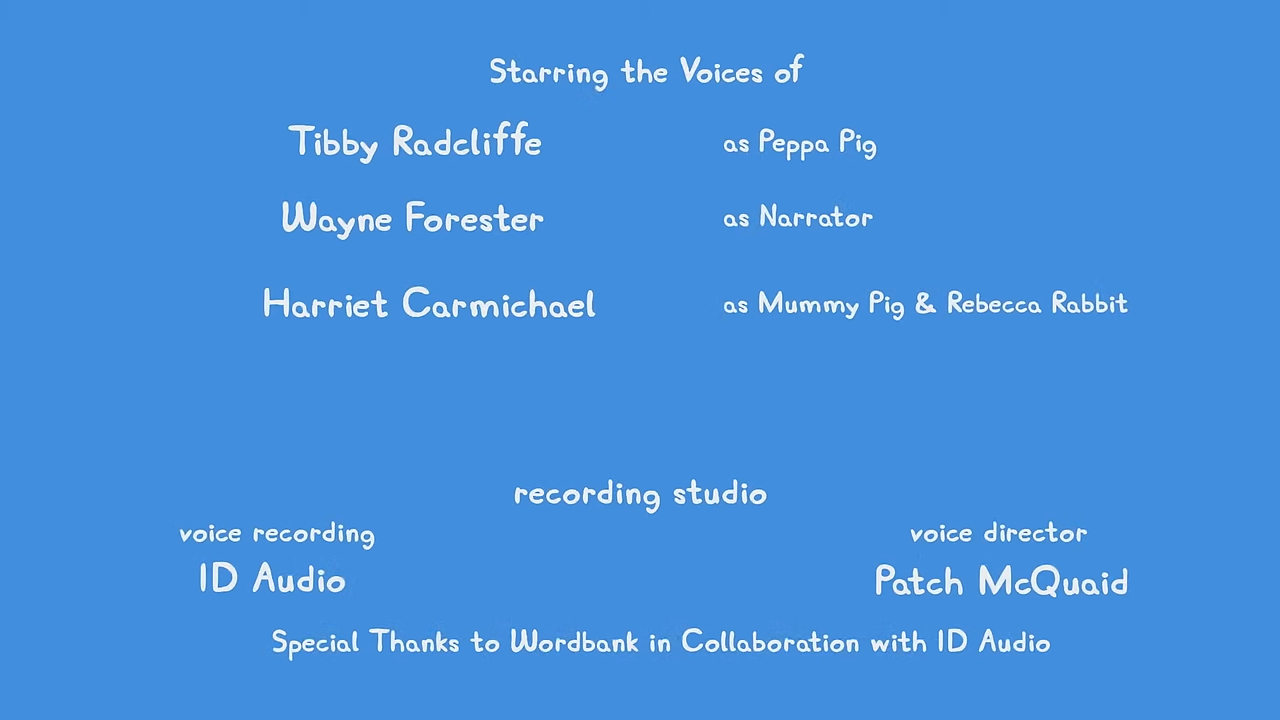 Starring the Voices of
Tibby Radcliffe as Peppa Pig
Wayne Forester as Narrator
Harriet Carmichael as Mummy Pig & Rebecca Rabbit
recording studio
voice recording voice director
ID Audio Patch McQuaid
Special Thanks to Wordbank in Collaboration with ID Audio